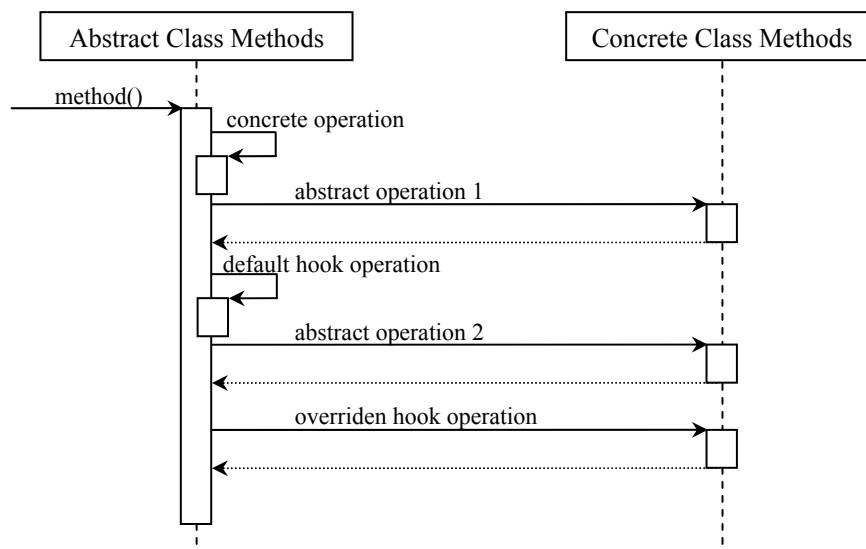 Abstract Class Methods
Concrete Class Methods
method()
concrete operation
abstract operation 1
default hook operation
abstract operation 2
overriden hook operation